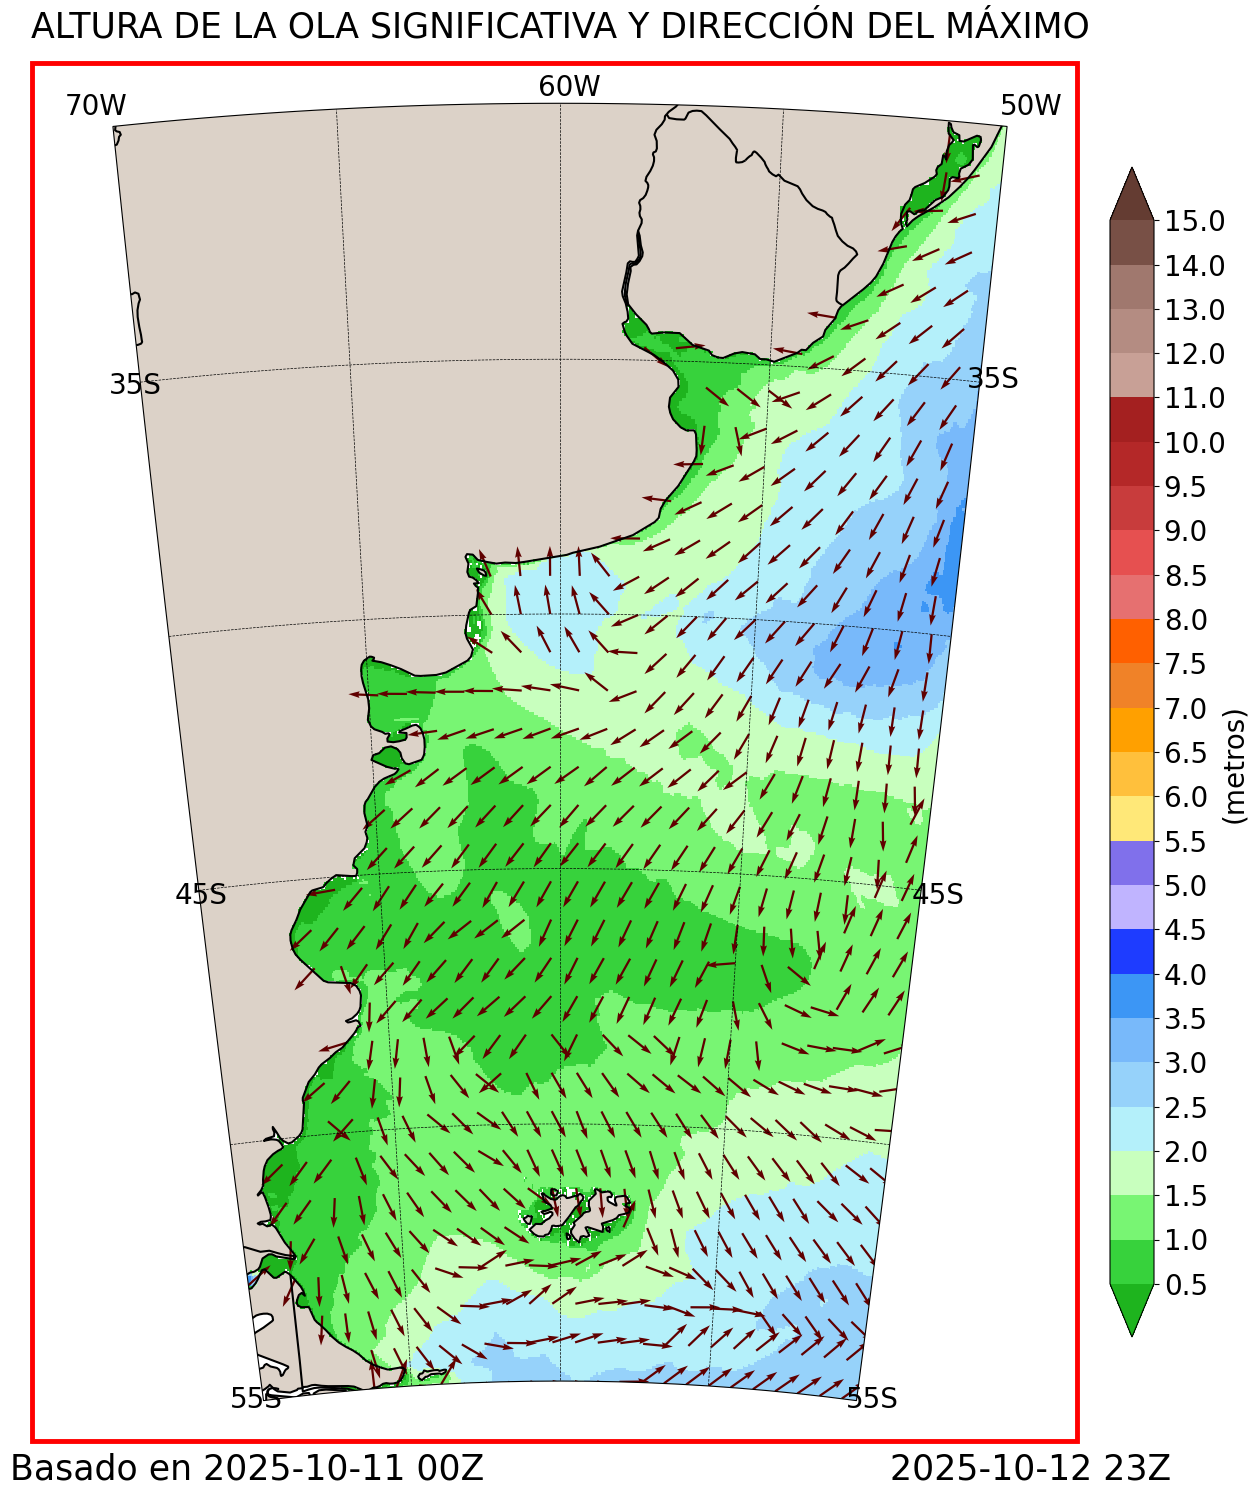 ALTURA DE LA OLA SIGNIFICATIVA Y DIRECCIÓN DEL MÁXIMO
70W
60W
50W
35S
35S
45S
45S
55S
55S
15.0
14.0
13.0
12.0
11.0
10.0
9.5
9.0
8.5
8.0
7.5
7.0
6.5
6.0
5.5
5.0
4.5
4.0
3.5
3.0
2.5
2.0
1.5
1.0
0.5
(metros)
Basado en 2025-10-11 00Z
2025-10-12 23Z